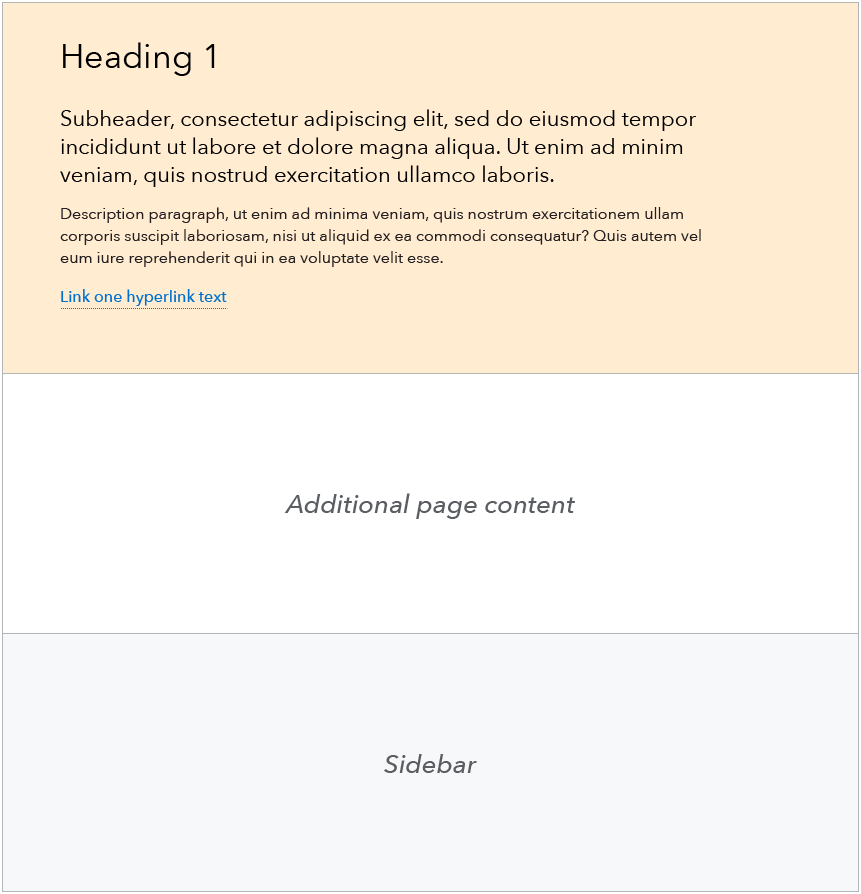 Heading 1
Subheader, consectetur adipiscing elit, sed do eiusmod tempor
incididunt ut labore et dolore magna aliqua. Ut enim ad minim
veniam, quis nostrud exercitation ullamco laboris.
Description paragraph, ut enim ad minima veniam, quis nostrum exercitationem ullam
corporis suscipit laboriosam, nisi ut aliquid ex ea commodi consequatur? Quis autem vel
eum iure reprehenderit qui in ea voluptate velit esse.
Link one hyperlink text
Additional page content
Sidebar